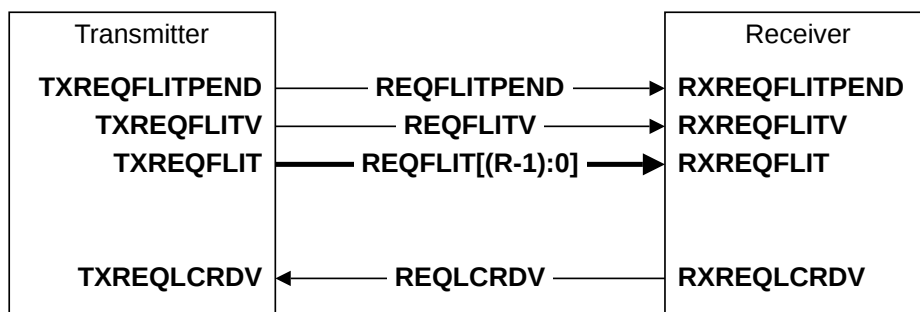 Transmitter Receiver
TXREQFLITPEND REQFLITPEND RXREQFLITPEND
TXREQFLITV REQFLITV RXREQFLITV
TXREQFLIT REQFLIT[(R-1):0] RXREQFLIT
TXREQLCRDV REQLCRDV RXREQLCRDV